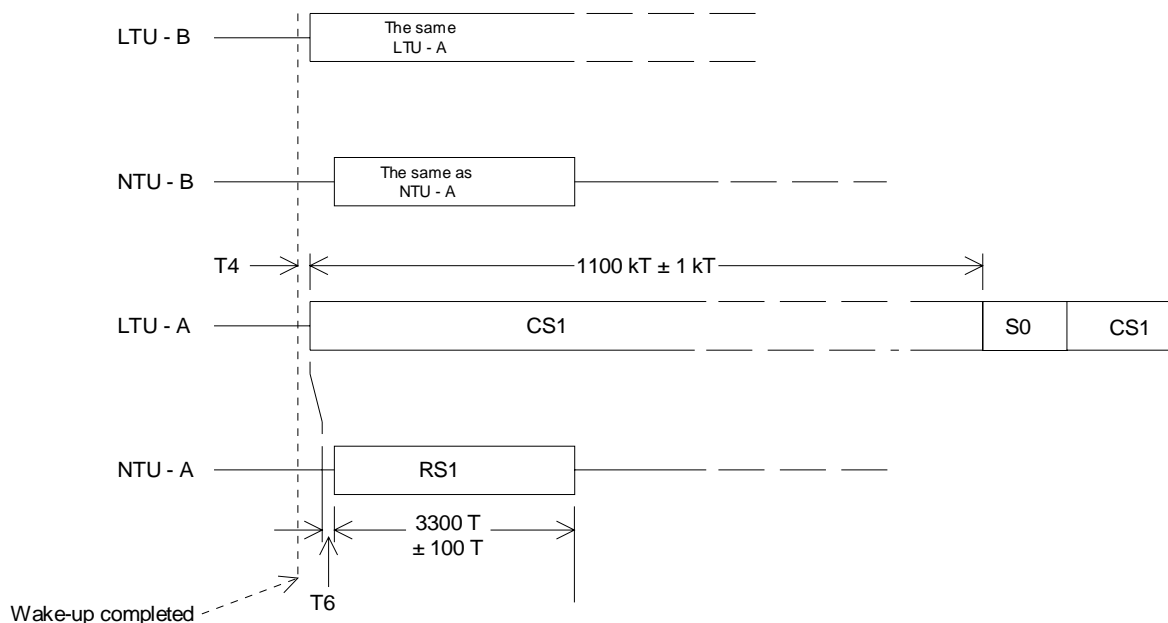 LTU - B
The same
LTU - A
NTU - B
The same as
NTU - A
T4
1100 kT ± 1 kT
LTU - A
CS1
S0
CS1
NTU - A
RS1
3300 T
± 100 T
T6
Wake-up completed